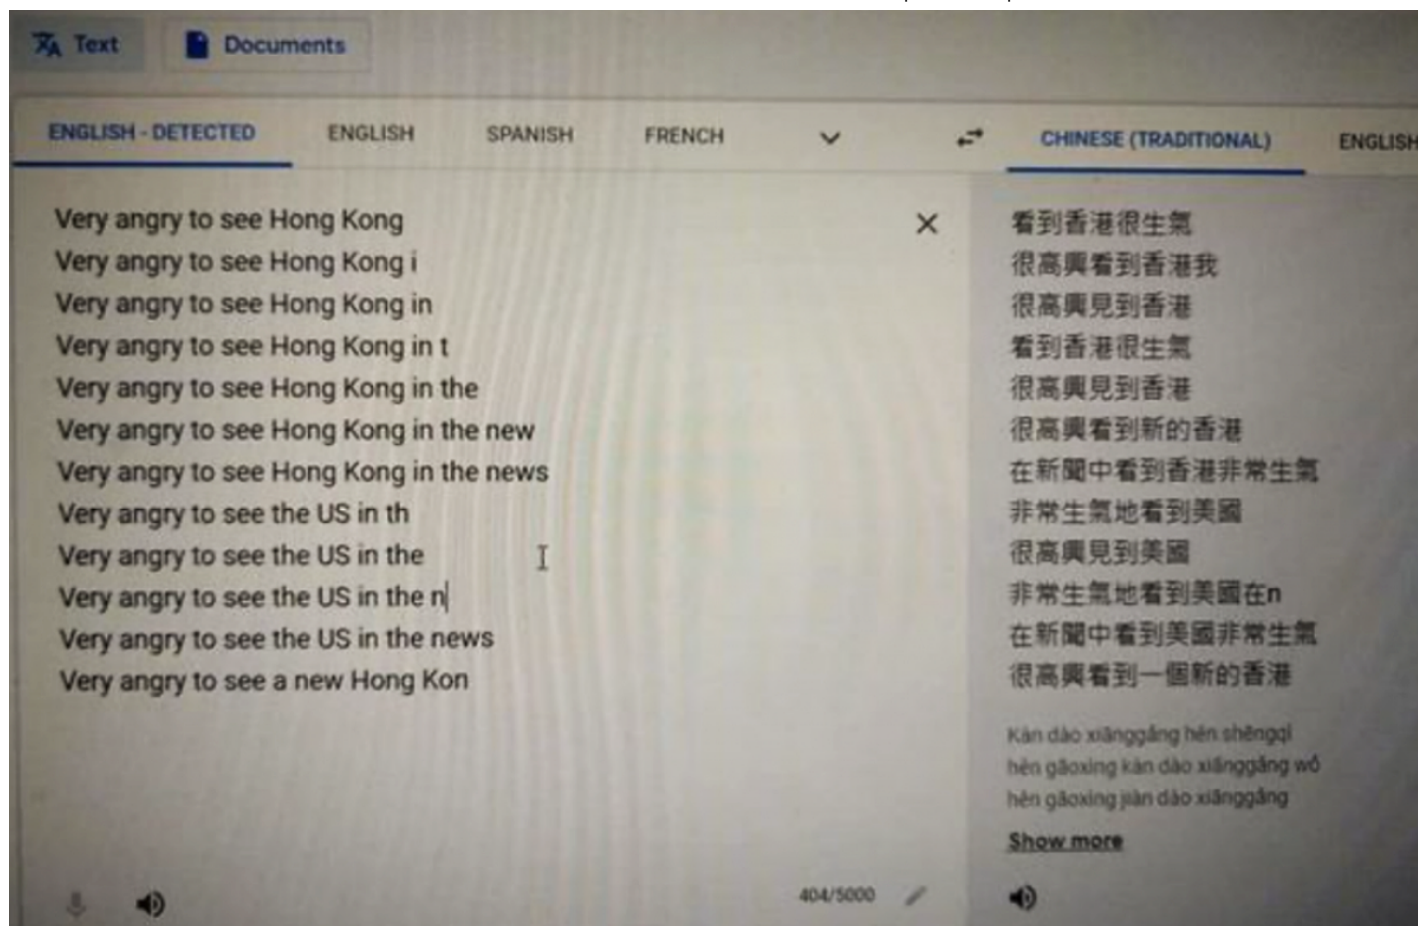 Text
Documents
ENGLISH - DETECTED
ENGLISH
SPANISH
FRENCH
CHINESE (TRADITIONAL)
ENGLISH
Very angry to see Hong Kong
Very angry to see Hong Kong i
Very angry to see Hong Kong in
Very angry to see Hong Kong in t
Very angry to see Hong Kong in the
Very angry to see Hong Kong in the new
Very angry to see Hong Kong in the news
Very angry to see the US in th
Very angry to see the US in the
Very angry to see the US in the n
Very angry to see the US in the news
Very angry to see a new Hong Kon
404/5000
看到香港很生氣
很高興看到香港我
很高興見到香港
看到香港很生氣
很高興見到香港
很高興看到新的香港
在新聞中看到香港非常生氣
非常生氣地看到美國
很高興見到美國
非常生氣地看到美國在n
在新聞中看到美國非常生氣
很高興看到一個新的香港
Kàn dào xiānggǎng hěn shēngqì
hěn gāoxìng kàn dào xiānggǎng wǒ
hěn gāoxìng jiàn dào xiānggǎng
Show more